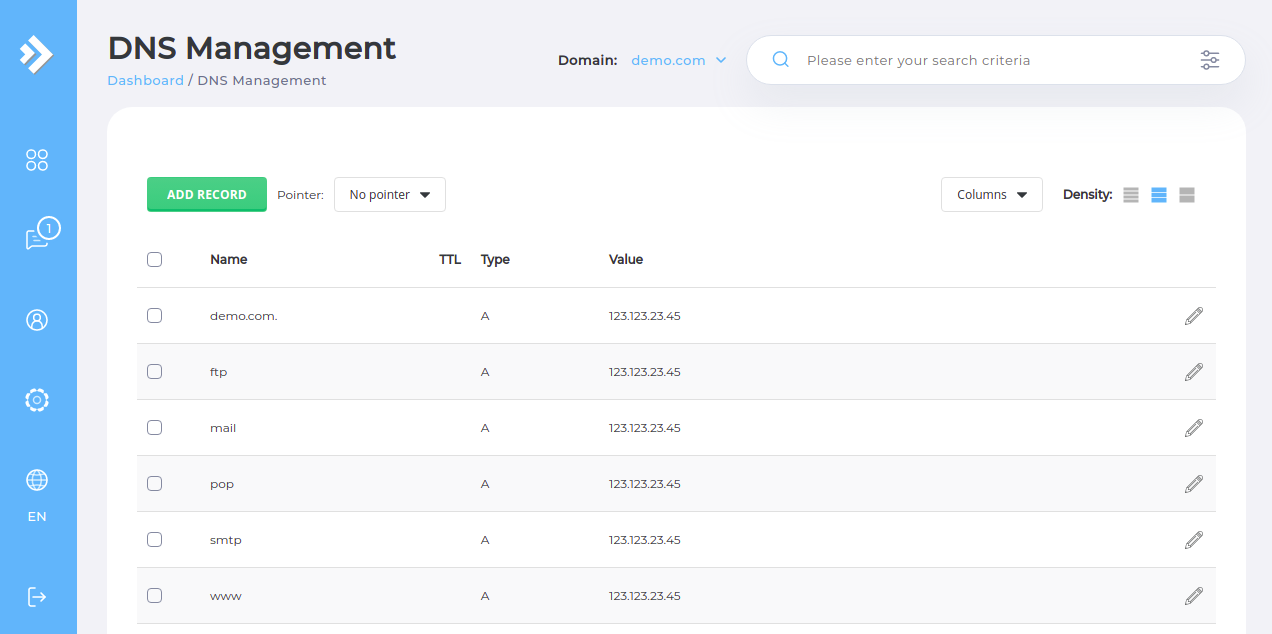 DNS Management
Dashboard / DNS Management
Domain: demo.com
Please enter your search criteria
1
EN
ADD RECORD Pointer: No pointer Columns Density:
Name TTL Type Value
demo.com. A 123.123.23.45
ftp A 123.123.23.45
mail A 123.123.23.45
pop A 123.123.23.45
smtp A 123.123.23.45
www A 123.123.23.45